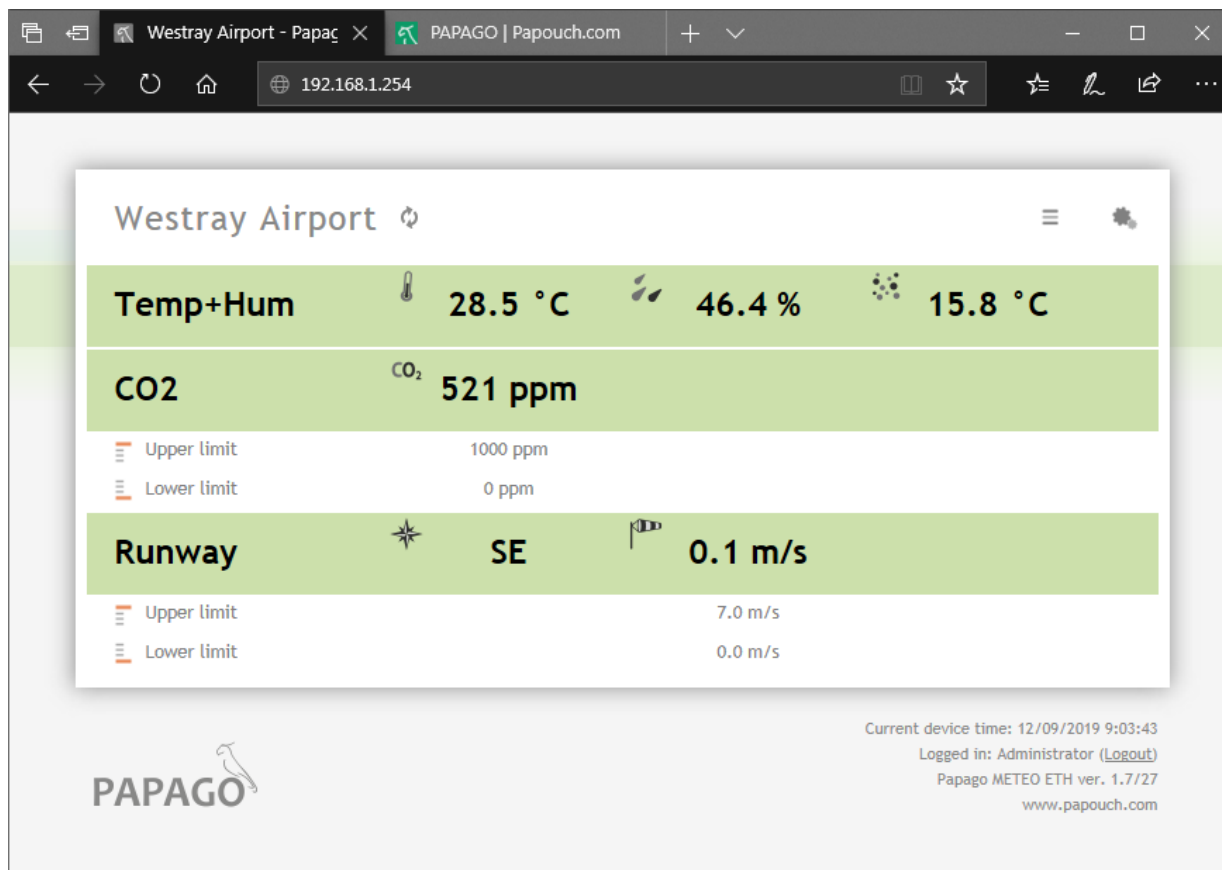 Westray Airport - Papag
PAPAGO | Papouch.com
192.168.1.254
Westray Airport
Temp+Hum 28.5 °C 46.4 % 15.8 °C
CO2 CO₂ 521 ppm
Upper limit 1000 ppm
Lower limit 0 ppm
Runway SE 0.1 m/s
Upper limit 7.0 m/s
Lower limit 0.0 m/s
PAPAGO
Current device time: 12/09/2019 9:03:43
Logged in: Administrator (Logout)
Papago METEO ETH ver. 1.7/27
www.papouch.com